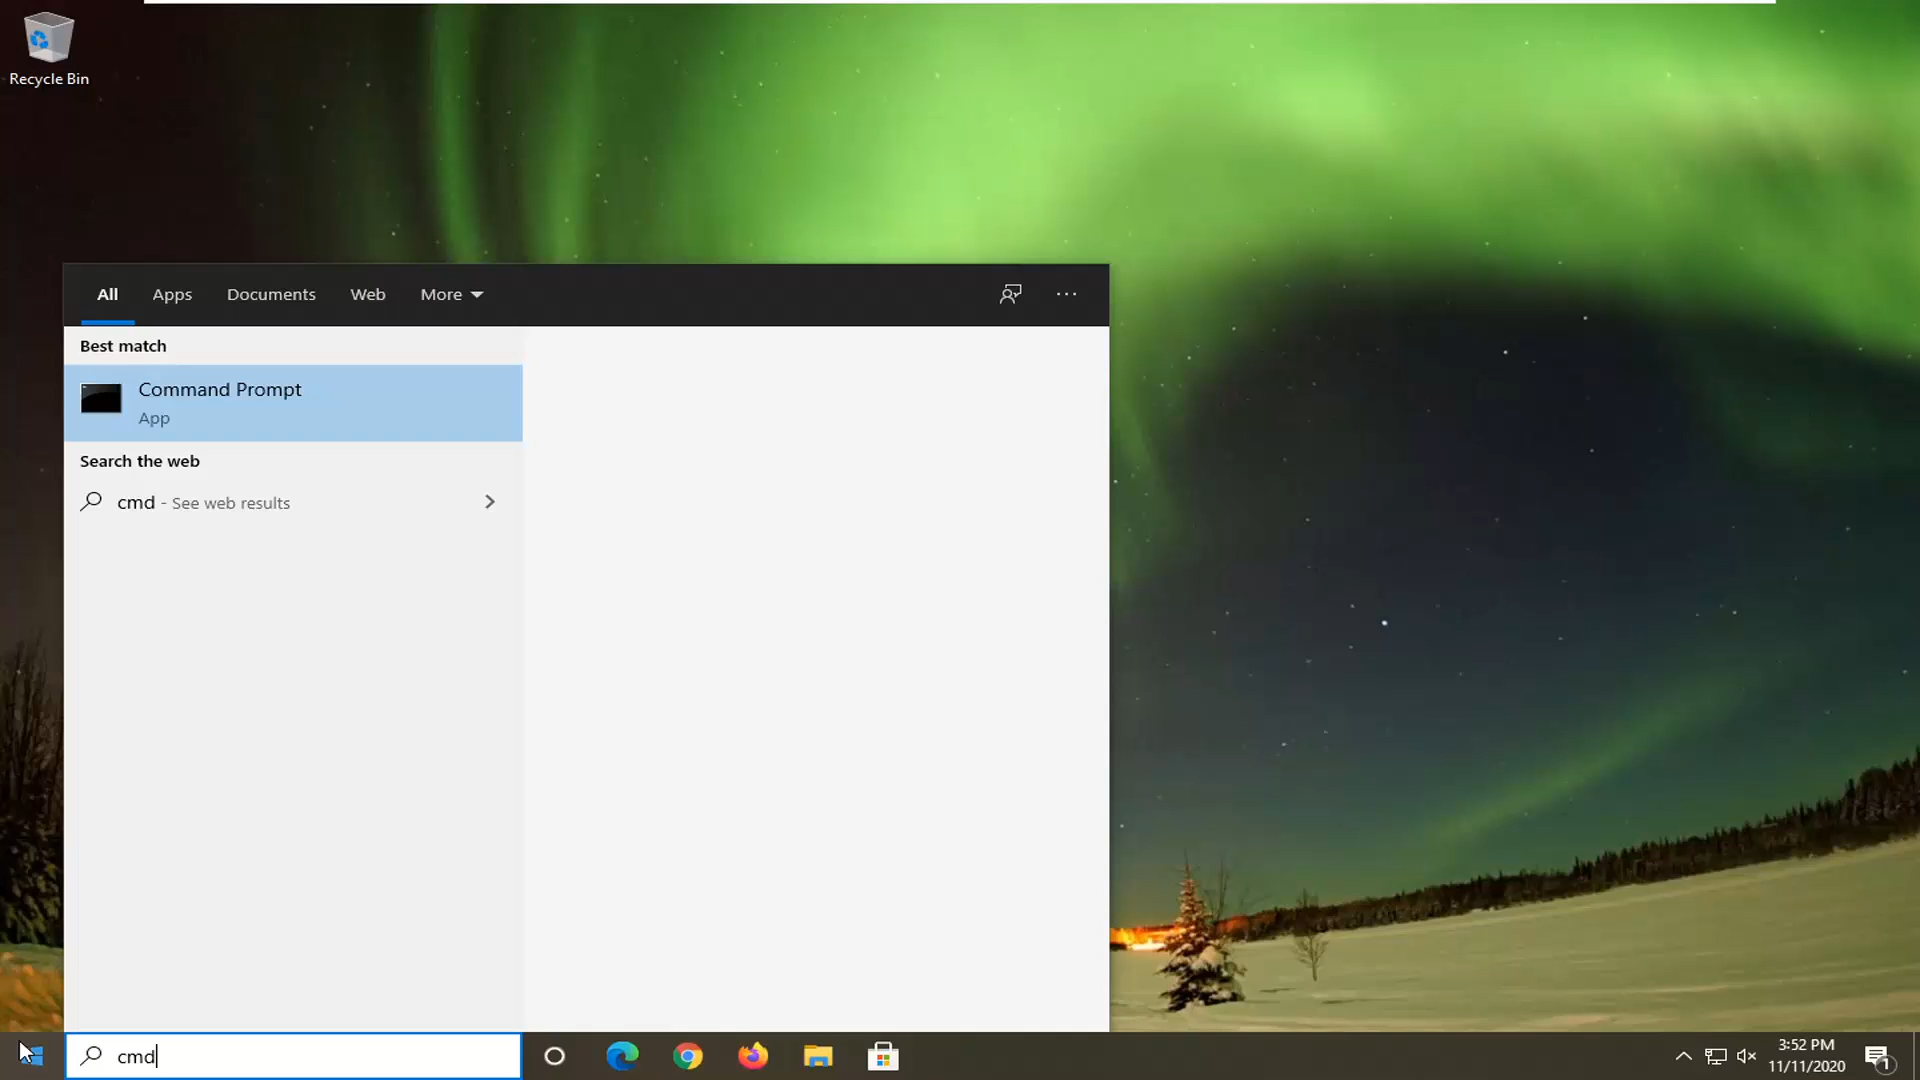 Recycle Bin
All Apps Documents Web More
Best match
Command Prompt
App
Search the web
cmd - See web results
cmd
3:52 PM
11/11/2020
1